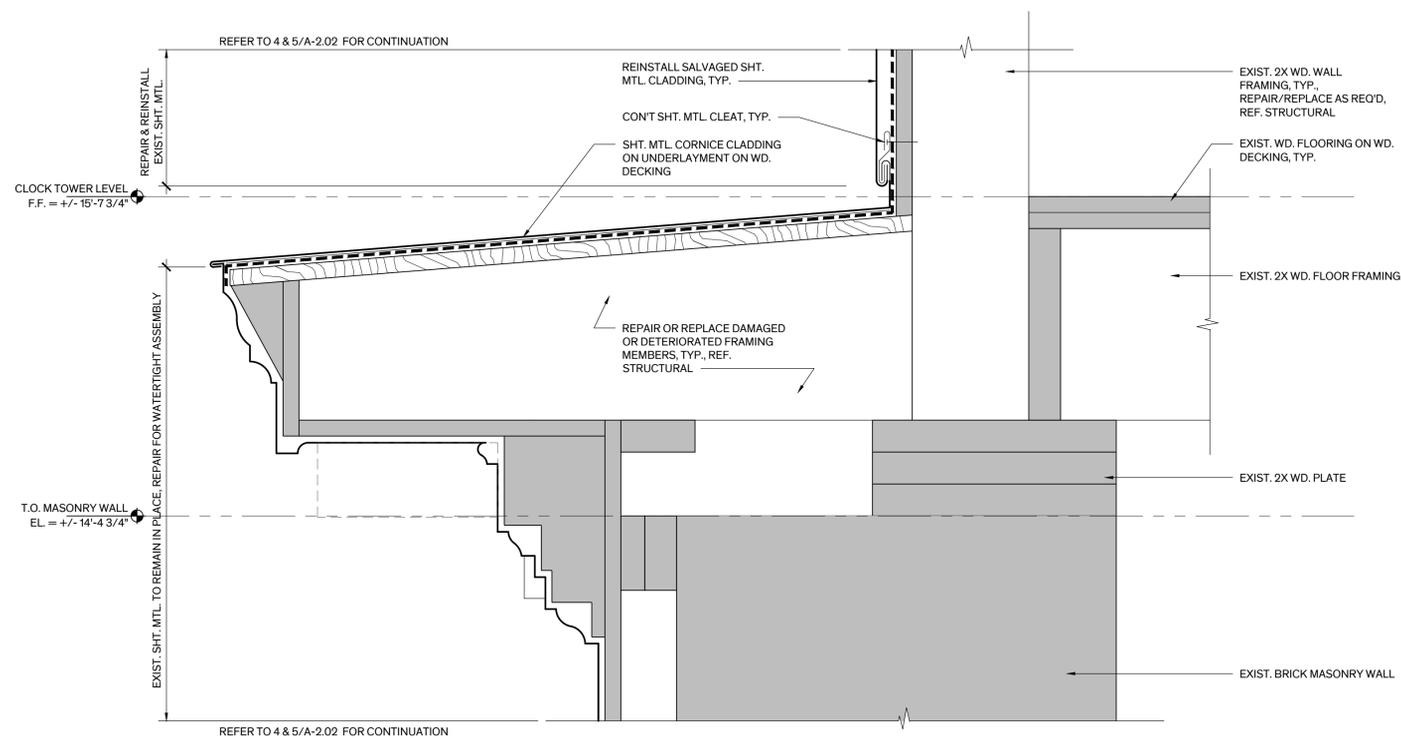 REFER TO 4 & 5/A-2.02 FOR CONTINUATION
REPAIR & REINSTALL
EXIST. SHT. MTL.
REINSTALL SALVAGED SHT.
MTL. CLADDING, TYP.
CON'T SHT. MTL. CLEAT, TYP.
SHT. MTL. CORNICE CLADDING
ON UNDERLAYMENT ON WD.
DECKING
EXIST. 2X WD. WALL
FRAMING, TYP.,
REPAIR/REPLACE AS REQ'D,
REF. STRUCTURAL
EXIST. WD. FLOORING ON WD.
DECKING, TYP.
CLOCK TOWER LEVEL
F.F. = +/- 15'-7 3/4"
EXIST. 2X WD. FLOOR FRAMING
EXIST. SHT. MTL. TO REMAIN IN PLACE, REPAIR FOR WATERTIGHT ASSEMBLY
REPAIR OR REPLACE DAMAGED
OR DETERIORATED FRAMING
MEMBERS, TYP., REF.
STRUCTURAL
EXIST. 2X WD. PLATE
T.O. MASONRY WALL
EL. = +/- 14'-4 3/4"
EXIST. BRICK MASONRY WALL
REFER TO 4 & 5/A-2.02 FOR CONTINUATION